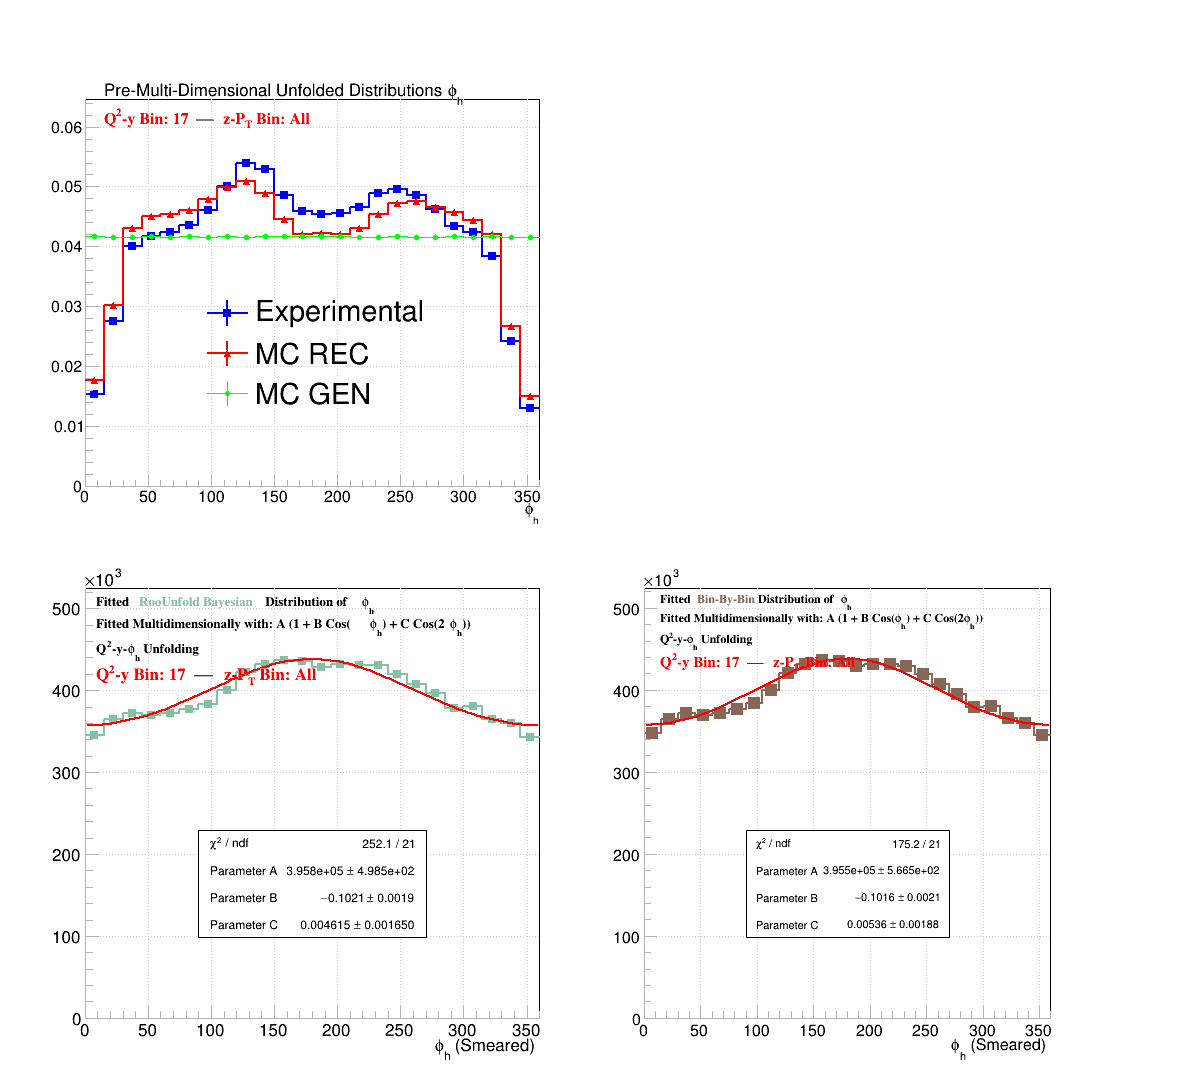 Pre-Multi-Dimensional Unfolded Distributions ϕh
Q²-y Bin: 17 — z-PT Bin: All
0.06
0.05
0.04
0.03
0.02
0.01
0
Experimental
MC REC
MC GEN
0 50 100 150 200 250 300 350
ϕh
×10³
Fitted RooUnfold Bayesian Distribution of ϕh
Fitted Multidimensionally with: A (1 + B Cos( ϕh) + C Cos(2 ϕh))
Q²-y-ϕh Unfolding
Q²-y Bin: 17 — z-PT Bin: All
500
400
300
200
100
0
χ² / ndf 252.1 / 21
Parameter A 3.958e+05 ± 4.985e+02
Parameter B −0.1021 ± 0.0019
Parameter C 0.004615 ± 0.001650
0 50 100 150 200 250 300 350
ϕh (Smeared)
×10³
Fitted Bin-By-Bin Distribution of ϕh
Fitted Multidimensionally with: A (1 + B Cos(ϕh) + C Cos(2ϕh))
Q²-y-ϕh Unfolding
Q²-y Bin: 17 — z-PT Bin: All
500
400
300
200
100
0
χ² / ndf 175.2 / 21
Parameter A 3.955e+05 ± 5.665e+02
Parameter B −0.1016 ± 0.0021
Parameter C 0.00536 ± 0.00188
0 50 100 150 200 250 300 350
ϕh (Smeared)